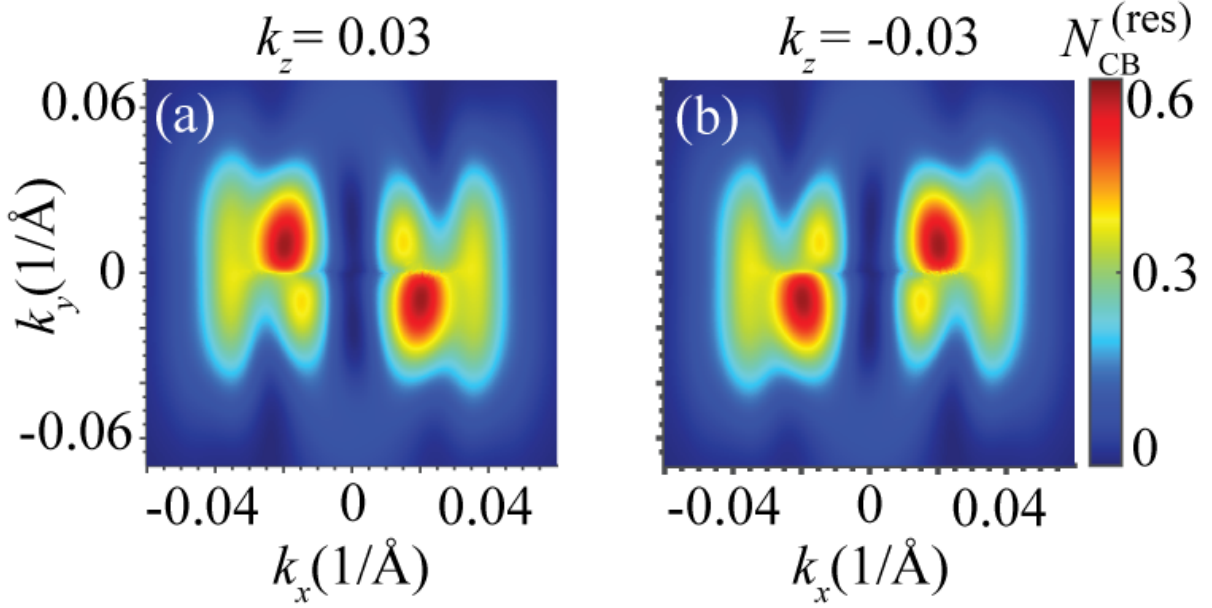 k_z = 0.03
k_z = -0.03
N_CB^(res)
(a)
(b)
0.06
0
-0.06
k_y(1/Å)
0.6
0.3
0
-0.04 0 0.04
-0.04 0 0.04
k_x(1/Å)
k_x(1/Å)